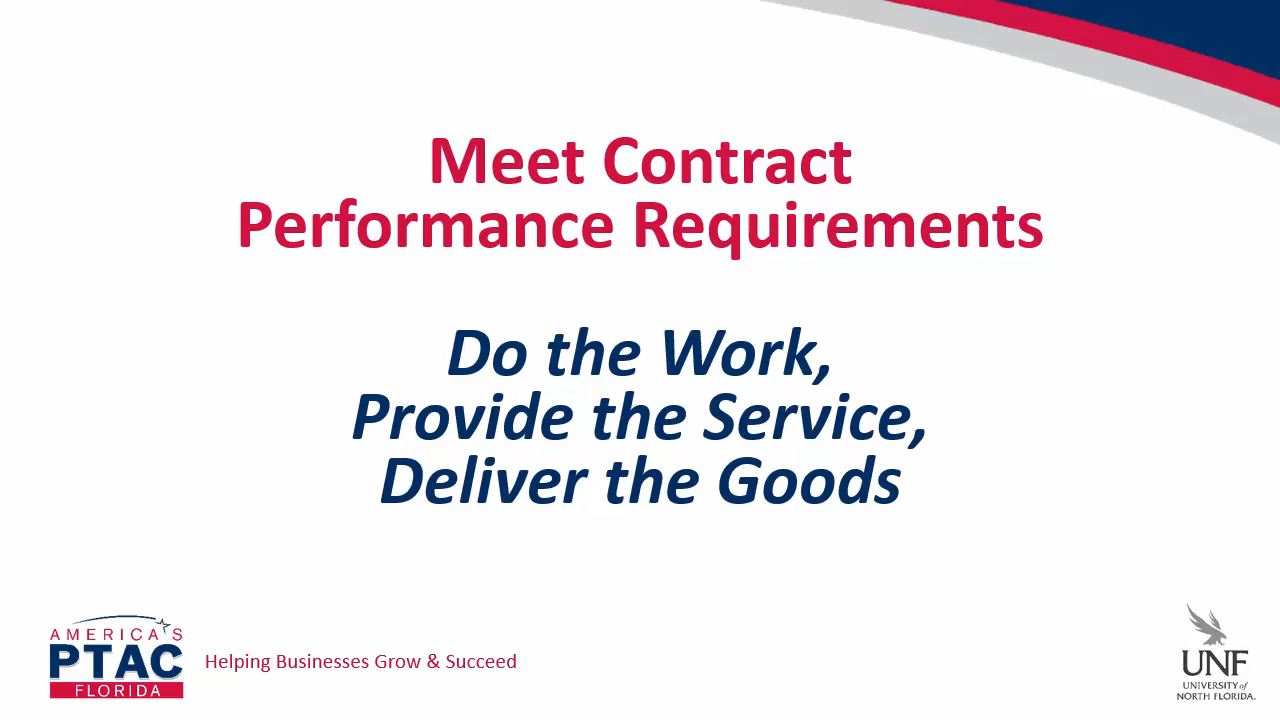 Meet Contract
Performance Requirements
Do the Work,
Provide the Service,
Deliver the Goods
AMERICA'S
PTAC
FLORIDA
Helping Businesses Grow & Succeed
UNF
UNIVERSITY of
NORTH FLORIDA.